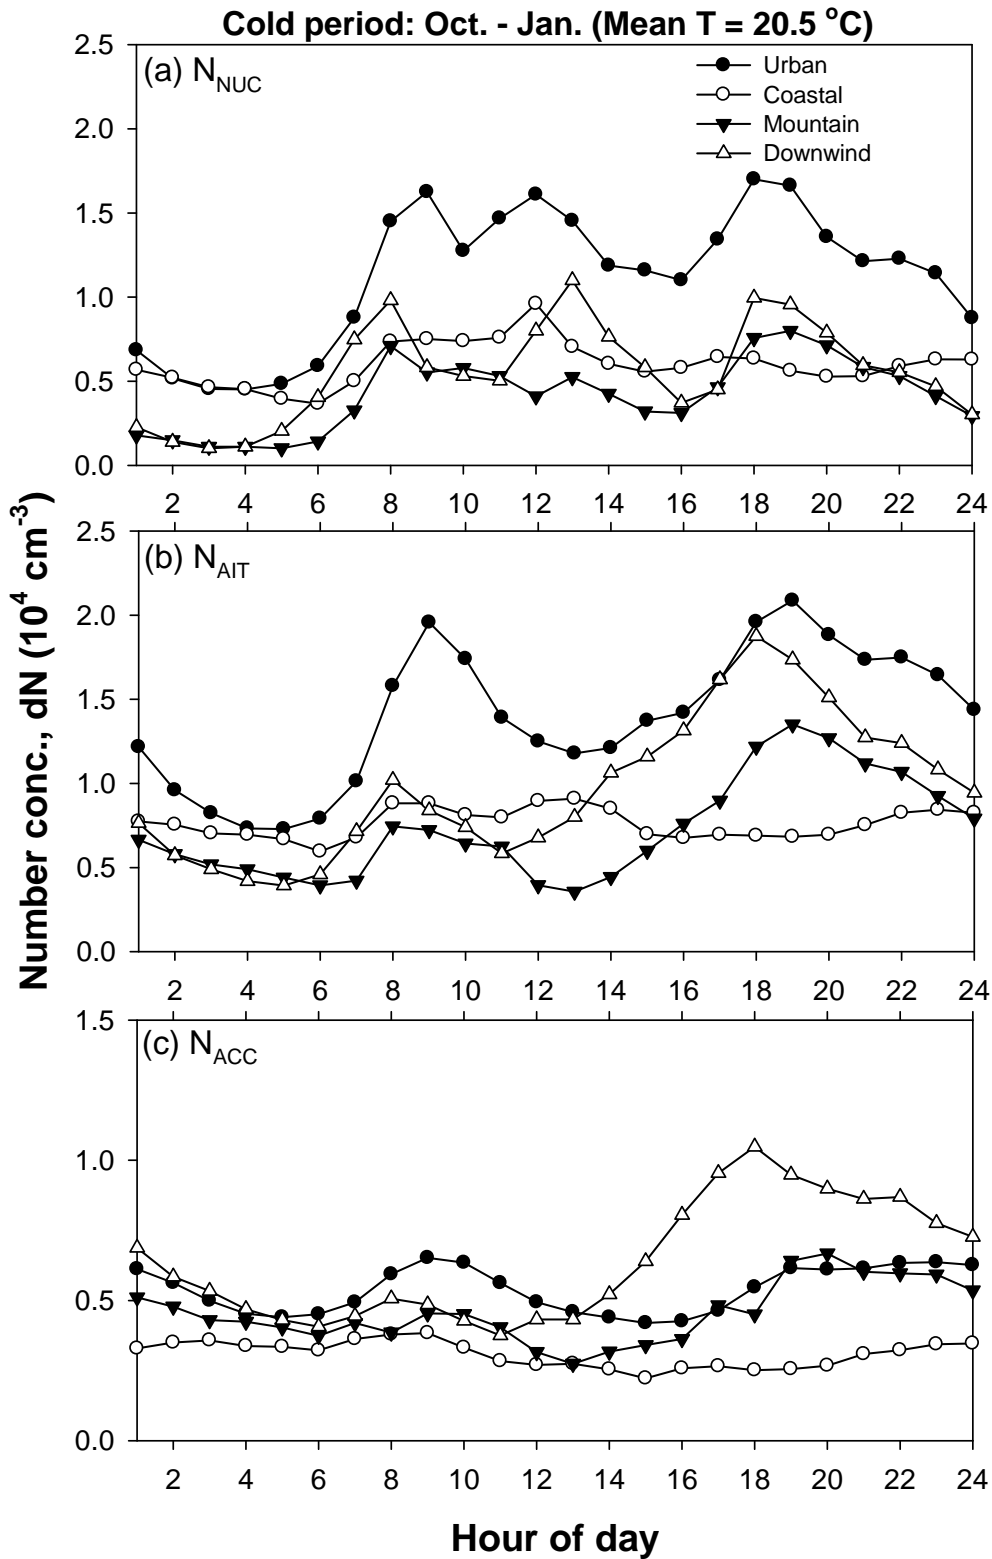 Cold period: Oct. - Jan. (Mean T = 20.5 °C)
2.5
(a) N_NUC
Urban
Coastal
Mountain
Downwind
2.0
1.5
1.0
0.5
0.0
2 4 6 8 10 12 14 16 18 20 22 24
Number conc., dN (10⁴ cm⁻³)
2.5
(b) N_AIT
2.0
1.5
1.0
0.5
0.0
2 4 6 8 10 12 14 16 18 20 22 24
1.5
(c) N_ACC
1.0
0.5
0.0
2 4 6 8 10 12 14 16 18 20 22 24
Hour of day